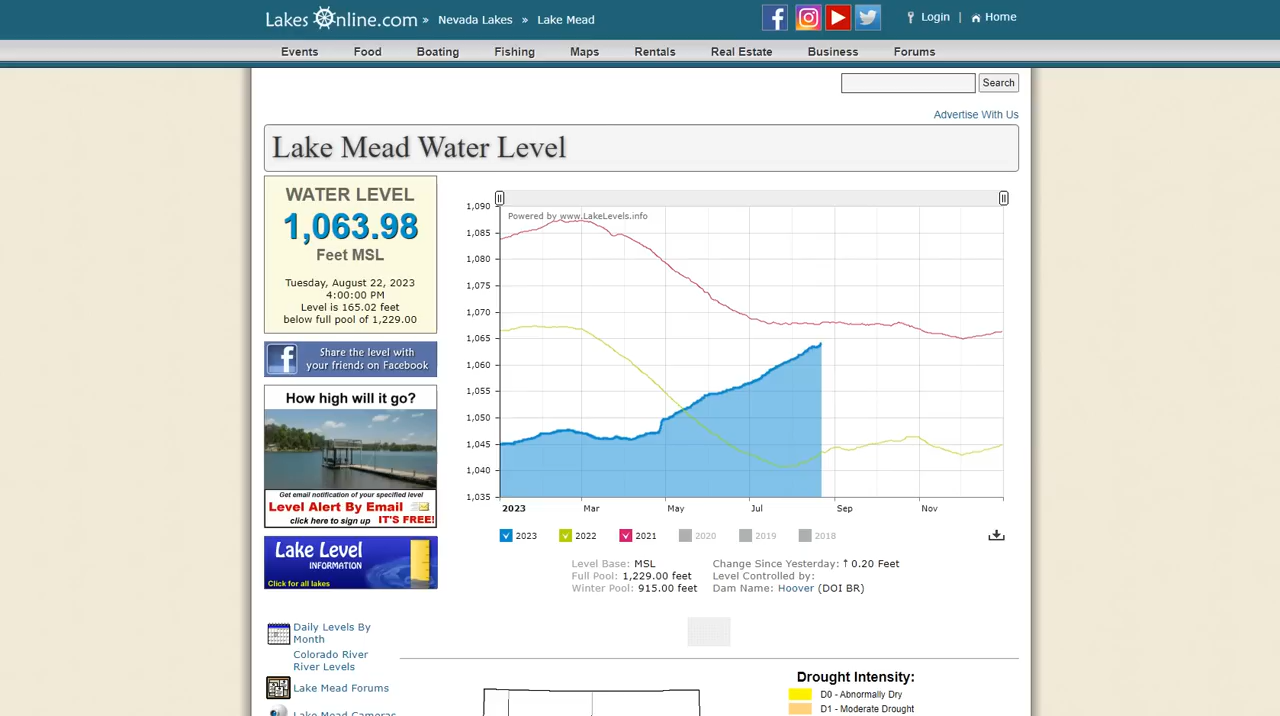 Lakes Online.com » Nevada Lakes » Lake Mead
Login | Home
Events Food Boating Fishing Maps Rentals Real Estate Business Forums
Search
Advertise With Us
Lake Mead Water Level
WATER LEVEL
1,063.98
Feet MSL
Tuesday, August 22, 2023
4:00:00 PM
Level is 165.02 feet
below full pool of 1,229.00
Share the level with
your friends on Facebook
How high will it go?
Get email notification of your specified level
Level Alert By Email
click here to sign up IT'S FREE!
Lake Level
INFORMATION
Click for all lakes
Powered by www.LakeLevels.info
1,090
1,085
1,080
1,075
1,070
1,065
1,060
1,055
1,050
1,045
1,040
1,035
2023 Mar May Jul Sep Nov
2023 2022 2021 2020 2019 2018
Level Base: MSL
Full Pool: 1,229.00 feet
Winter Pool: 915.00 feet
Change Since Yesterday: ↑ 0.20 Feet
Level Controlled by:
Dam Name: Hoover (DOI BR)
Daily Levels By
Month
Colorado River
River Levels
Lake Mead Forums
Lake Mead Cameras
Drought Intensity:
D0 - Abnormally Dry
D1 - Moderate Drought